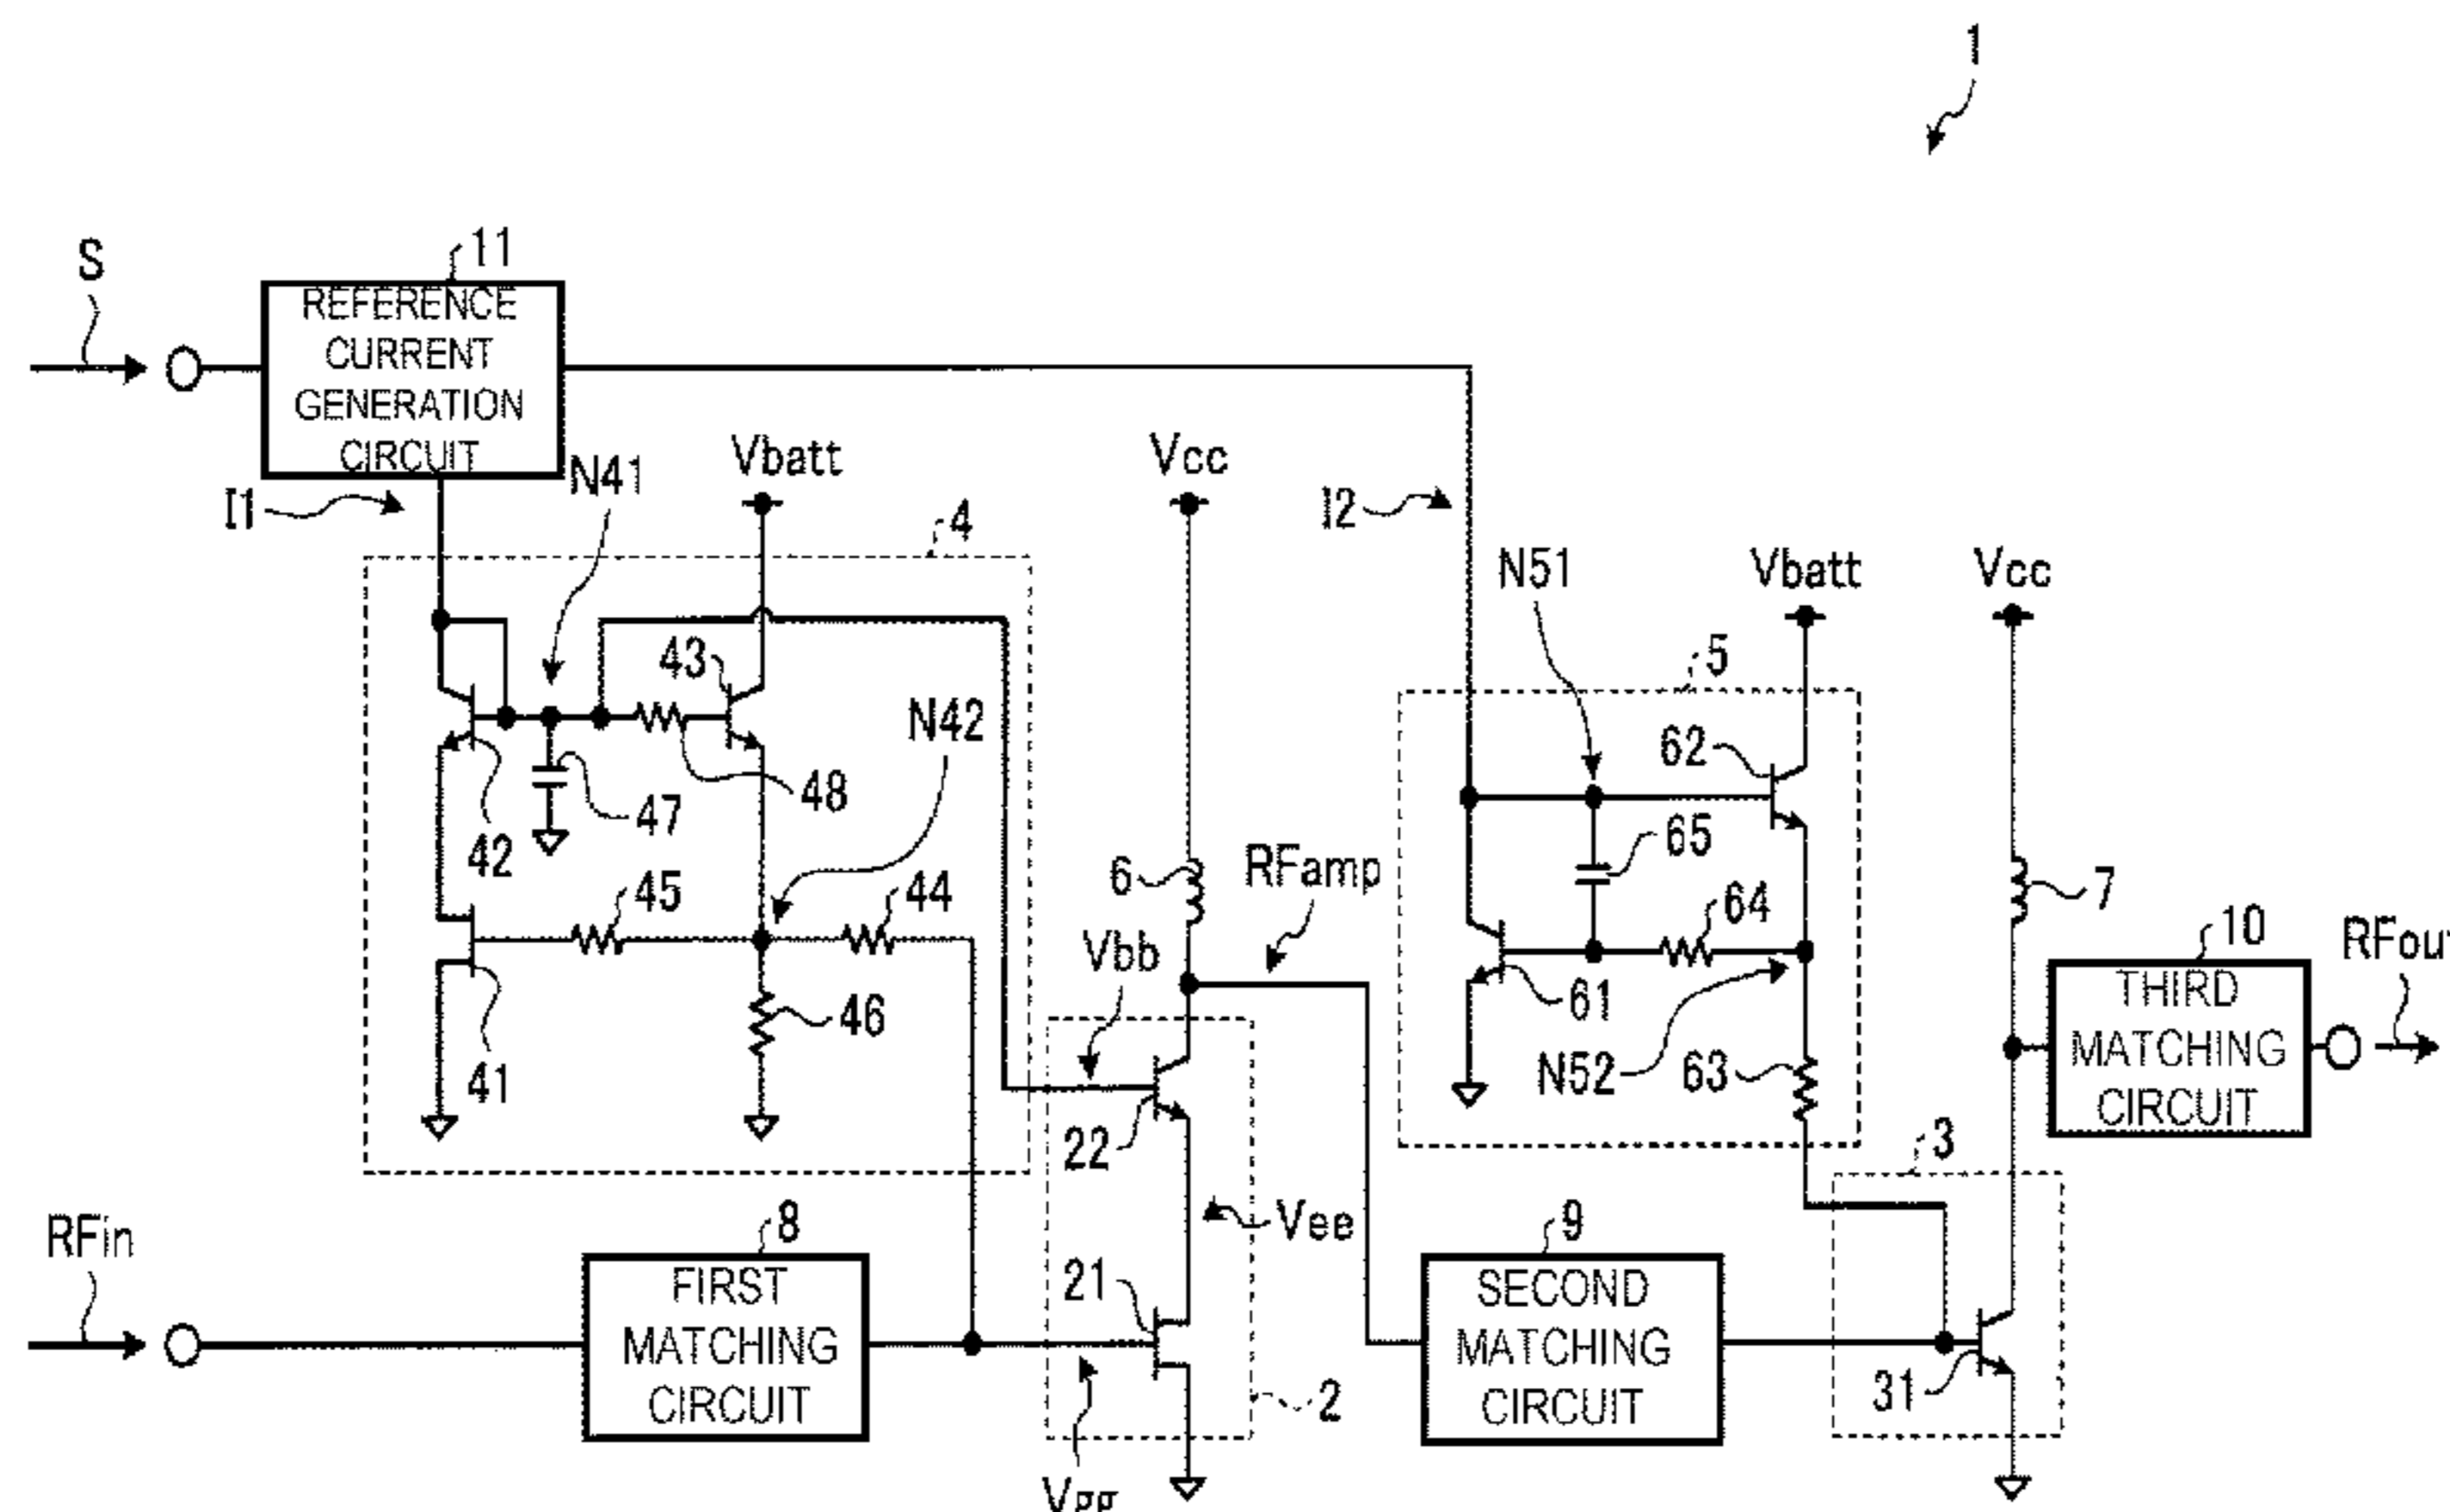 1
S
11
REFERENCE
CURRENT
GENERATION
CIRCUIT
I1
N41
Vbatt
Vcc
I2
4
N51
Vbatt
Vcc
43
5
N42
62
47
48
42
65
45
44
6
RFamp
64
7
10
RFout
Vbb
THIRD
MATCHING
CIRCUIT
46
61
41
N52
63
22
3
Vee
RFin
8
FIRST
MATCHING
CIRCUIT
21
9
SECOND
MATCHING
CIRCUIT
31
2
Vgg